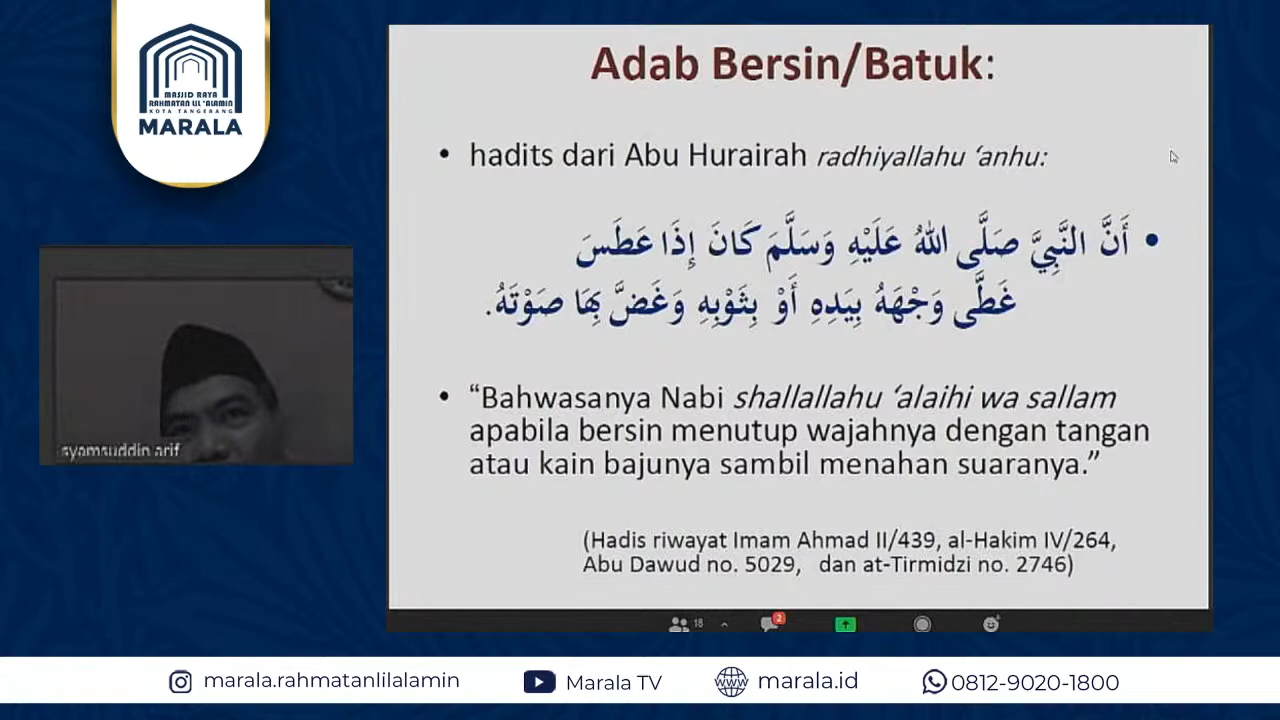 MASJID RAYA
RAHMATAN LIL 'ALAMIN
KOTA TANGERANG
MARALA
syamsuddin arif
Adab Bersin/Batuk:
• hadits dari Abu Hurairah radhiyallahu ‘anhu:
• أَنَّ النَّبِيَّ صَلَّى اللهُ عَلَيْهِ وَسَلَّمَ كَانَ إِذَا عَطَسَ
غَطَّى وَجْهَهُ بِيَدِهِ أَوْ بِثَوْبِهِ وَغَضَّ بِهَا صَوْتَهُ.
• “Bahwasanya Nabi shallallahu ‘alaihi wa sallam
apabila bersin menutup wajahnya dengan tangan
atau kain bajunya sambil menahan suaranya.”
(Hadis riwayat Imam Ahmad II/439, al-Hakim IV/264,
Abu Dawud no. 5029, dan at-Tirmidzi no. 2746)
18
2
marala.rahmatanlilalamin
Marala TV
www
marala.id
0812-9020-1800